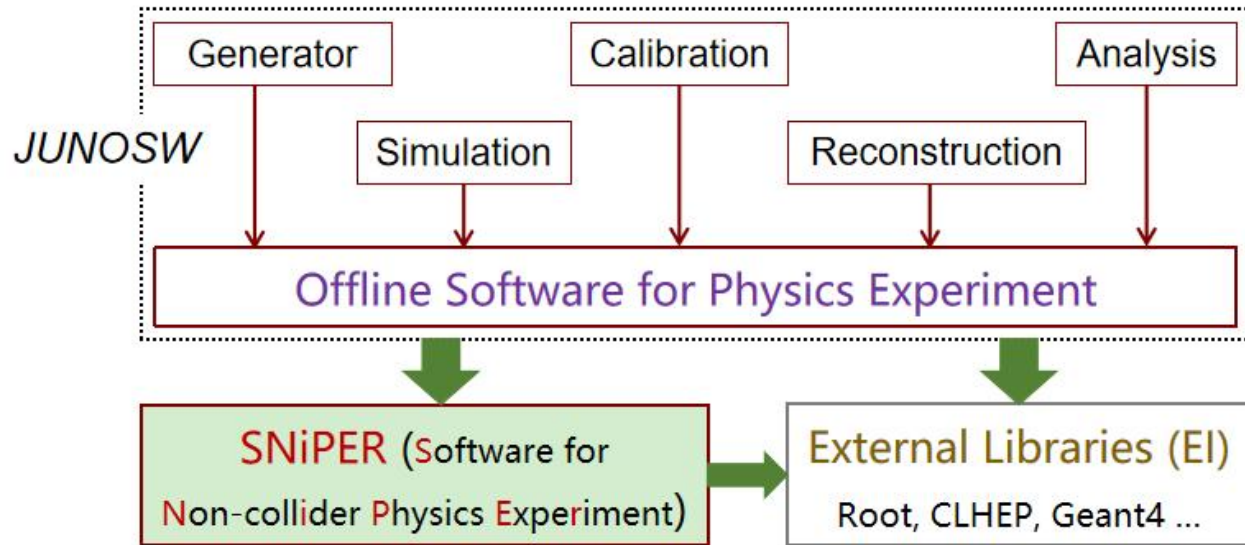 Generator
Calibration
Analysis
JUNOSW
Simulation
Reconstruction
Offline Software for Physics Experiment
SNiPER (Software for
Non-collider Physics Experiment)
External Libraries (EI)
Root, CLHEP, Geant4 ...